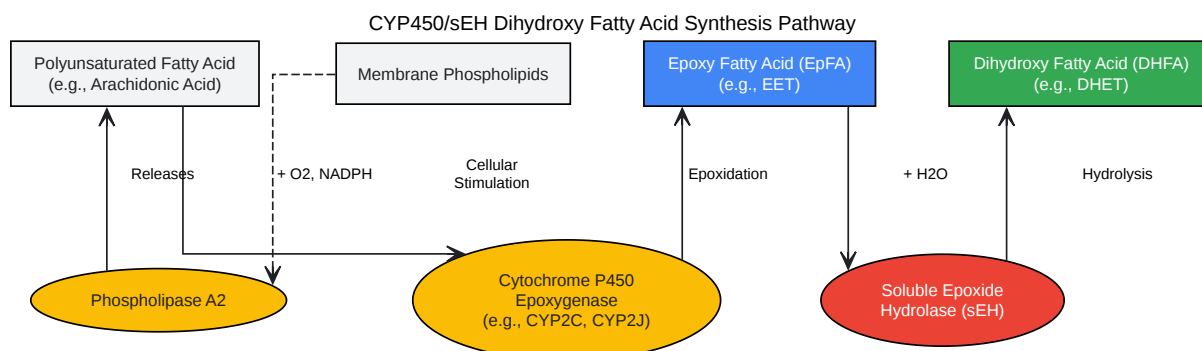 CYP450/sEH Dihydroxy Fatty Acid Synthesis Pathway
Polyunsaturated Fatty Acid
(e.g., Arachidonic Acid)
Membrane Phospholipids
Epoxy Fatty Acid (EpFA)
(e.g., EET)
Dihydroxy Fatty Acid (DHFA)
(e.g., DHET)
Releases
+ O2, NADPH
Cellular
Stimulation
Epoxidation
+ H2O
Hydrolysis
Phospholipase A2
Cytochrome P450
Epoxygenase
(e.g., CYP2C, CYP2J)
Soluble Epoxide
Hydrolase (sEH)